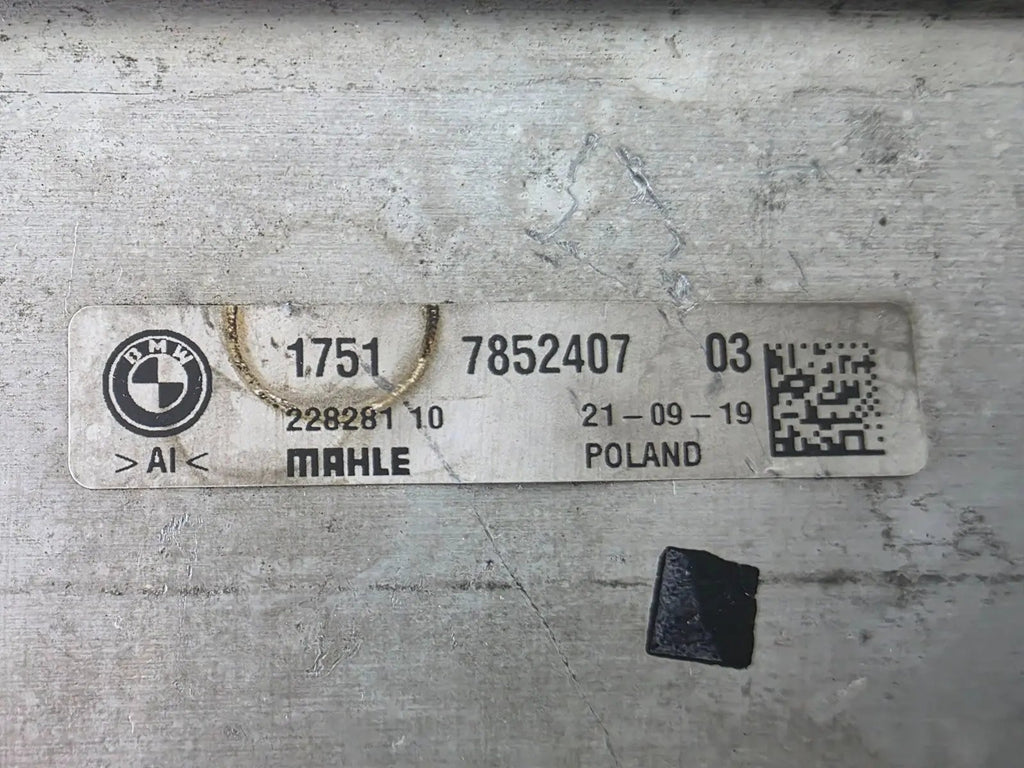 BMW
1751 7852407 03
228281 10 21-09-19
>AI< MAHLE POLAND